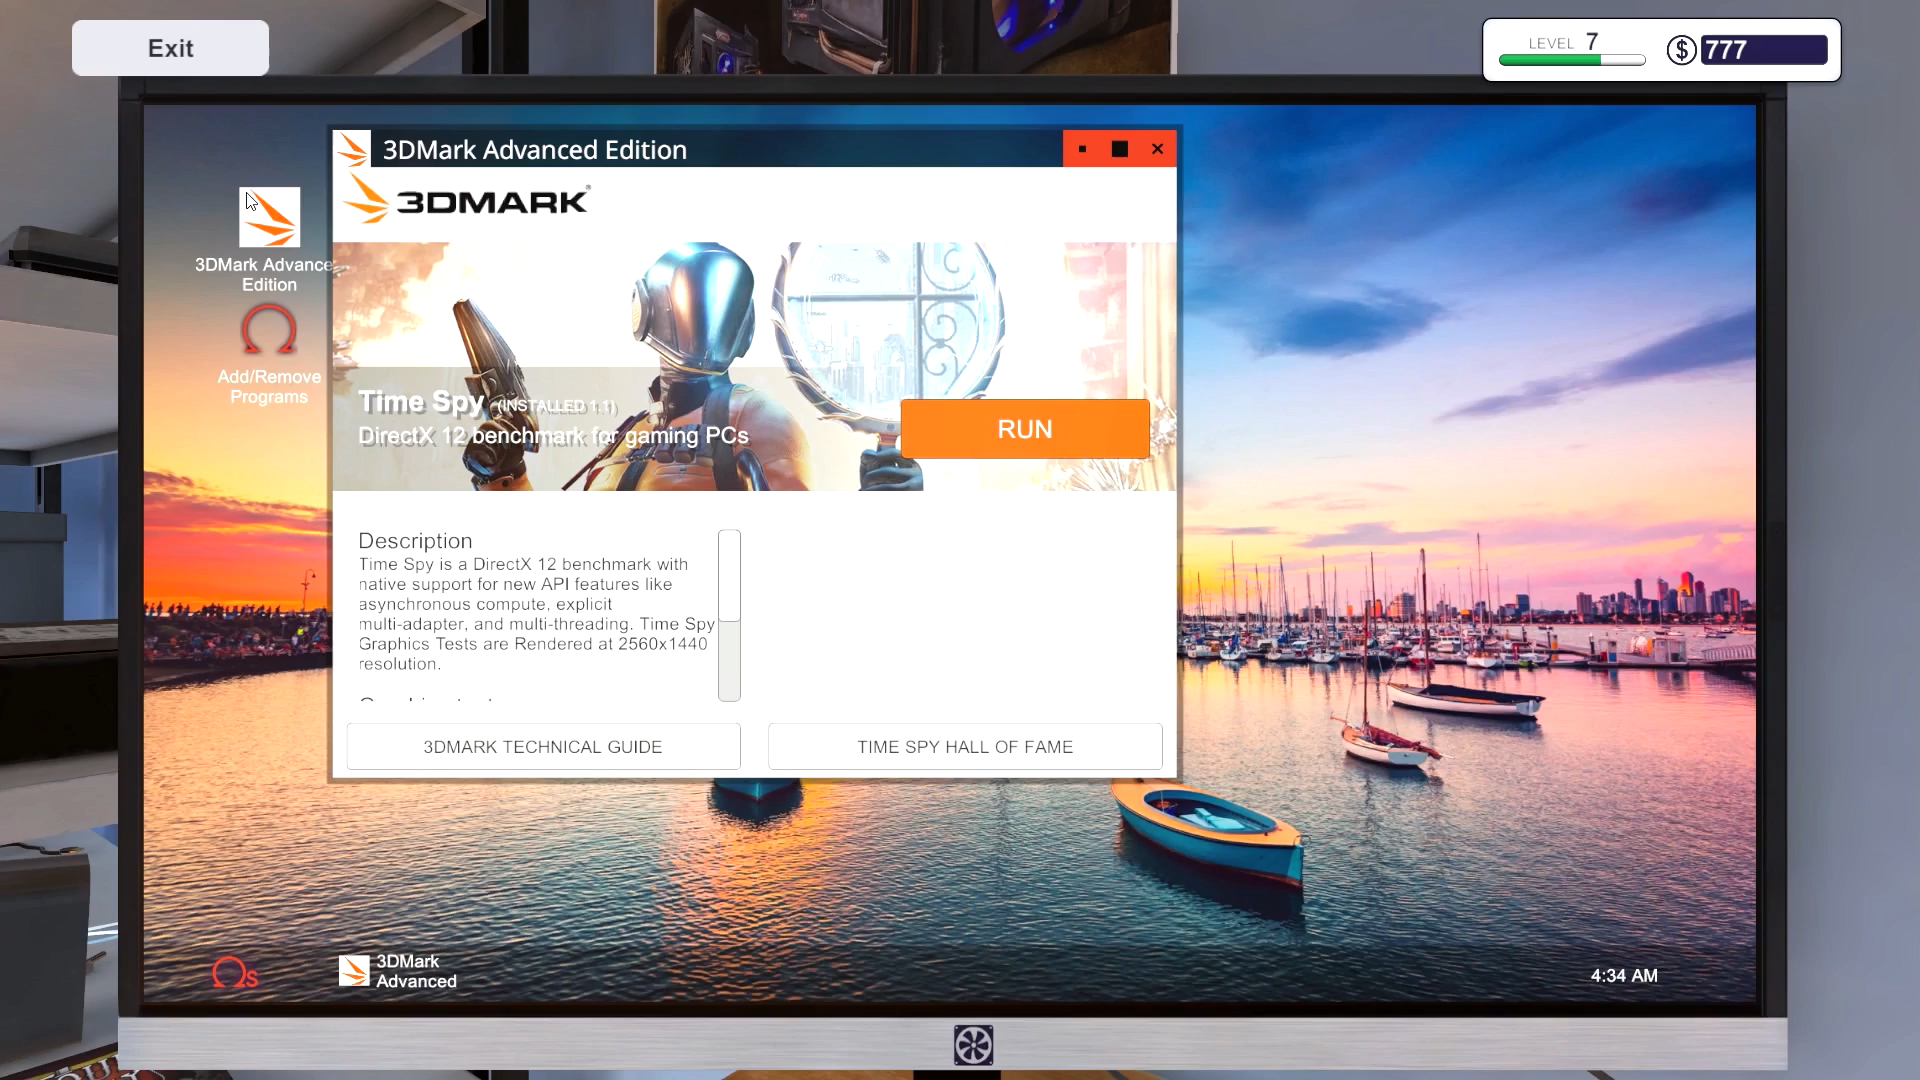 Exit
LEVEL 7
$ 777
3DMark Advanced Edition
3DMARK®
3DMark Advance
Edition
Add/Remove
Programs
Time Spy (INSTALLED 1.1)
DirectX 12 benchmark for gaming PCs
RUN
Description
Time Spy is a DirectX 12 benchmark with
native support for new API features like
asynchronous compute, explicit
multi-adapter, and multi-threading. Time Spy
Graphics Tests are Rendered at 2560x1440
resolution.
3DMARK TECHNICAL GUIDE
TIME SPY HALL OF FAME
Ωs
3DMark
Advanced
4:34 AM